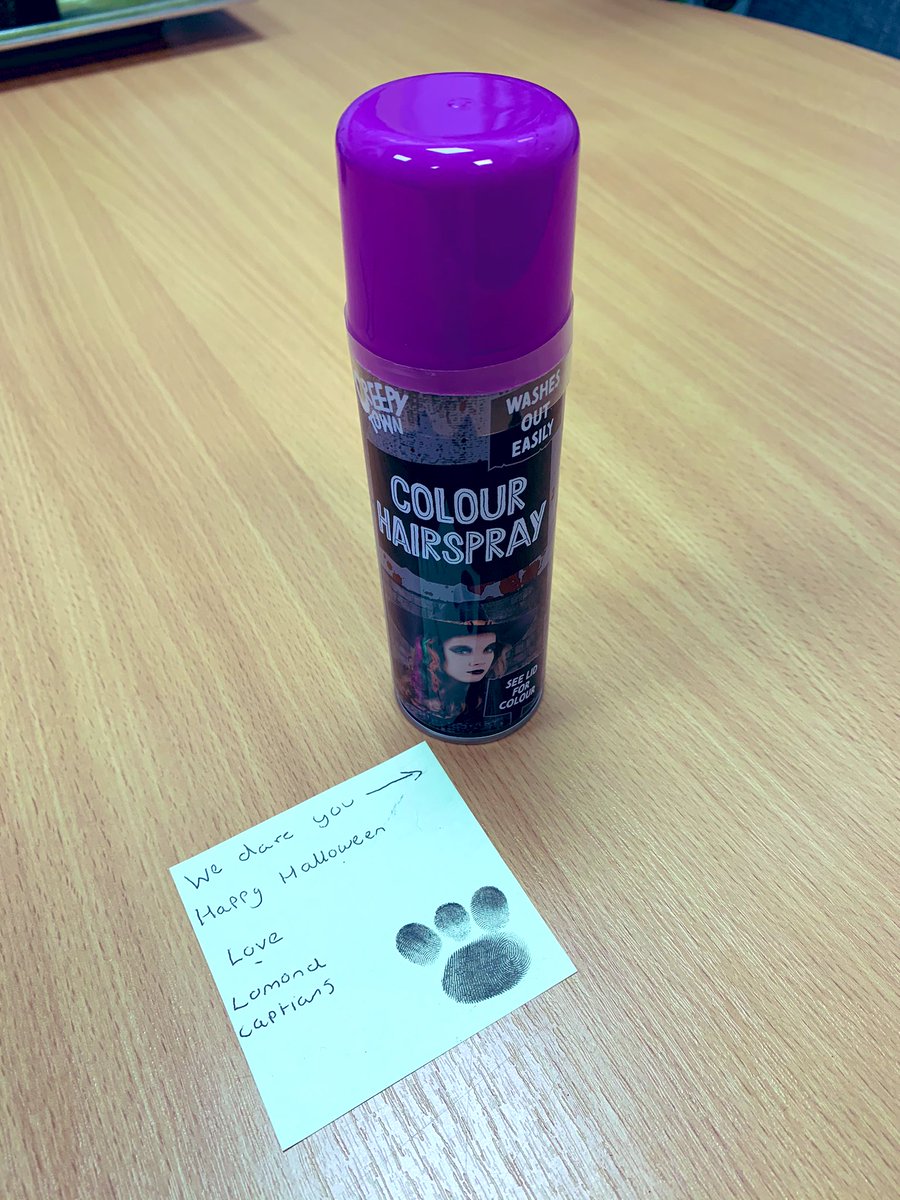 CREEPY
TOWN
WASHES
OUT
EASILY
COLOUR
HAIRSPRAY
SEE LID
FOR
COLOUR
We dare you →
Happy Halloween
Love
Lomond
captians